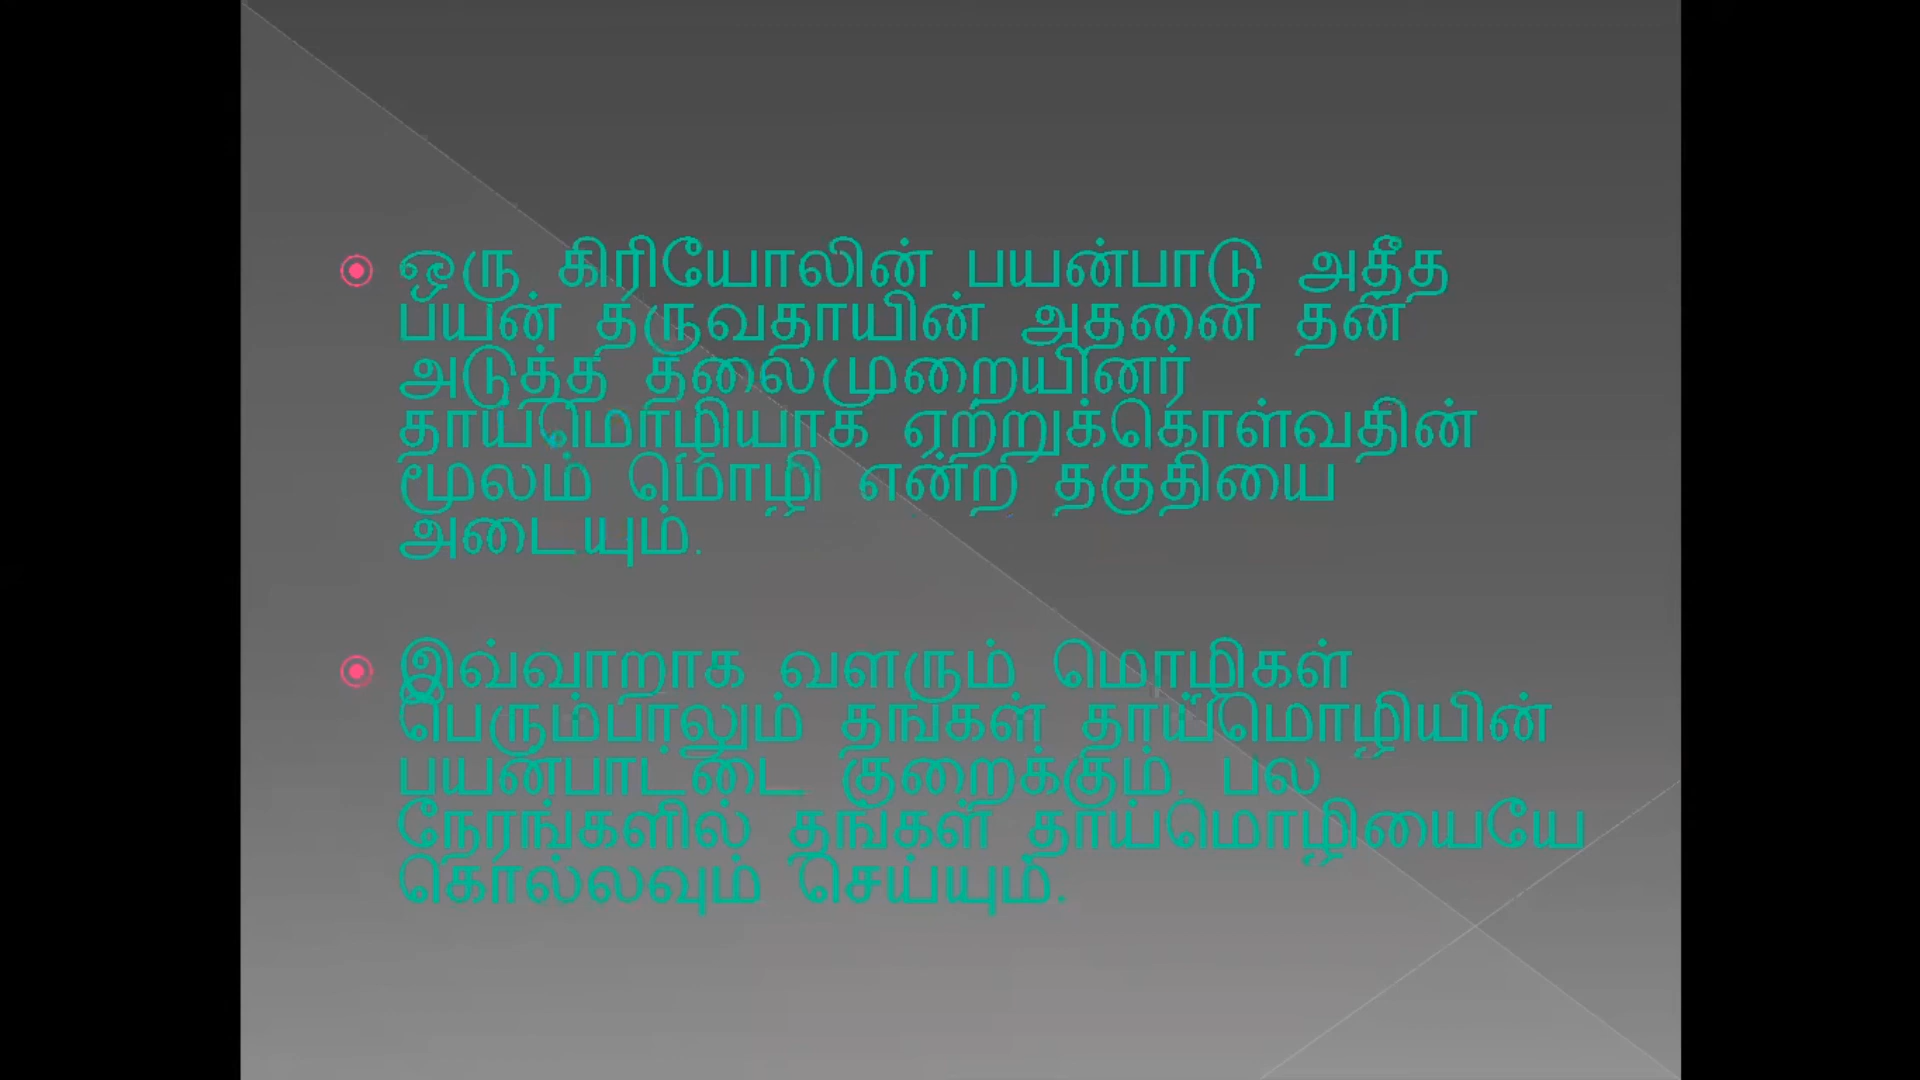 ஒரு கிரியோலின் பயன்பாடு அதீத
பயன் தருவதாயின் அதனை தன்
அடுத்த தலைமுறையினர்
தாய்மொழியாக ஏற்றுக்கொள்வதின்
மூலம் மொழி என்ற தகுதியை
அடையும்.
இவ்வாறாக வளரும் மொழிகள்
பெரும்பாலும் தங்கள் தாய்மொழியின்
பயன்பாட்டை குறைக்கும். பல
நேரங்களில் தங்கள் தாய்மொழியையே
கொல்லவும் செய்யும்.